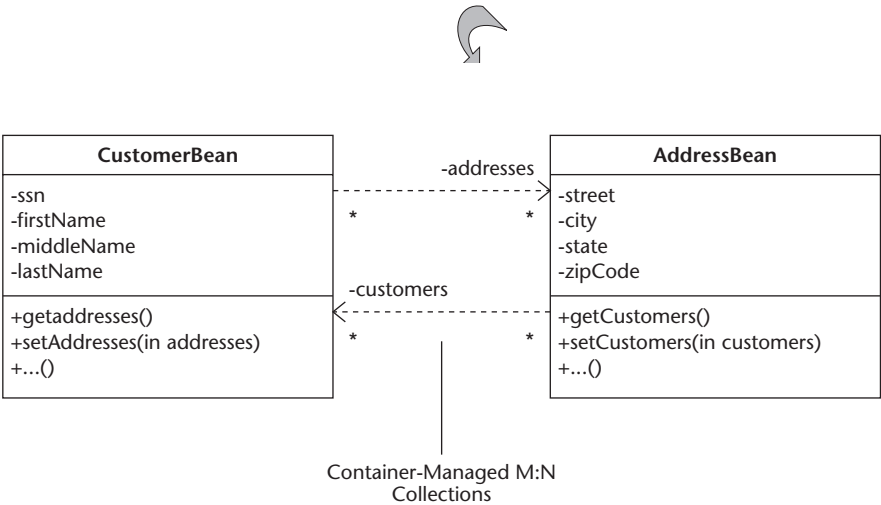 CustomerBean
-ssn
-firstName
-middleName
-lastName
+getaddresses()
+setAddresses(in addresses)
+...()
-addresses
* *
-customers
* *
AddressBean
-street
-city
-state
-zipCode
+getCustomers()
+setCustomers(in customers)
+...()
Container-Managed M:N
Collections